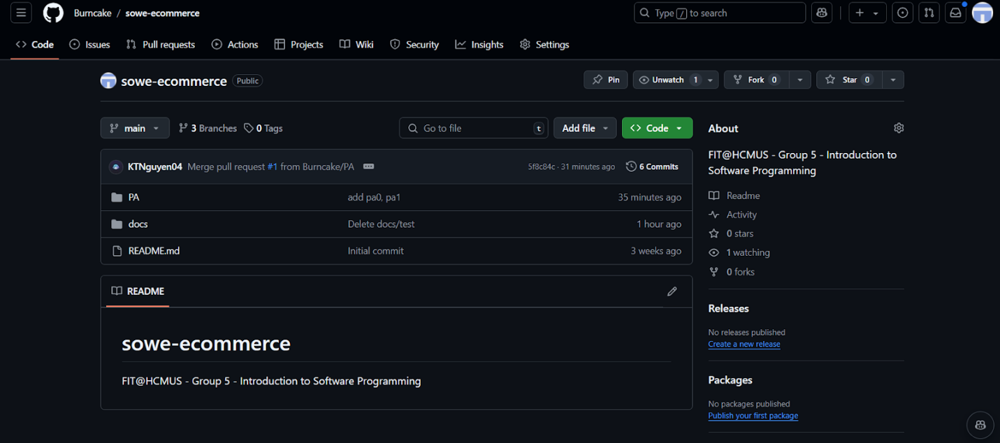 Burncake / sowe-ecommerce
Type / to search
Code Issues Pull requests Actions Projects Wiki Security Insights Settings
sowe-ecommerce Public
Pin Unwatch 1 Fork 0 Star 0
main 3 Branches 0 Tags Go to file t Add file Code
KTNguyen04 Merge pull request #1 from Burncake/PA 5f8c84c · 31 minutes ago 6 Commits
PA add pa0, pa1 35 minutes ago
docs Delete docs/test 1 hour ago
README.md Initial commit 3 weeks ago
README
sowe-ecommerce
FIT@HCMUS - Group 5 - Introduction to Software Programming
About
FIT@HCMUS - Group 5 - Introduction to
Software Programming
Readme
Activity
0 stars
1 watching
0 forks
Releases
No releases published
Create a new release
Packages
No packages published
Publish your first package